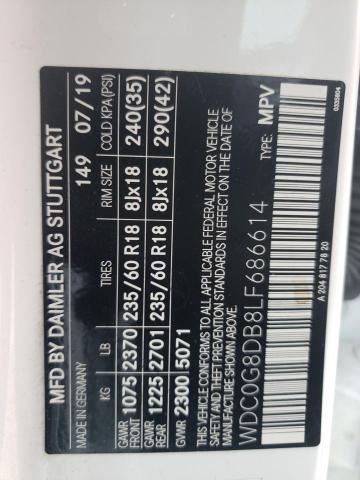 MFD BY DAIMLER AG STUTTGART
MADE IN GERMANY 149 07/19
KG LB TIRES RIM SIZE COLD KPA(PSI)
GAWR FRONT 1075 2370 235/60 R18 8Jx18 240(35)
GAWR REAR 1225 2701 235/60 R18 8Jx18 290(42)
GVWR 2300 5071
THIS VEHICLE CONFORMS TO ALL APPLICABLE FEDERAL MOTOR VEHICLE
SAFETY AND THEFT PREVENTION STANDARDS IN EFFECT ON THE DATE OF
MANUFACTURE SHOWN ABOVE.
WDC0G8DB8LF686614 TYPE: MPV
A 204 817 78 20 0335804